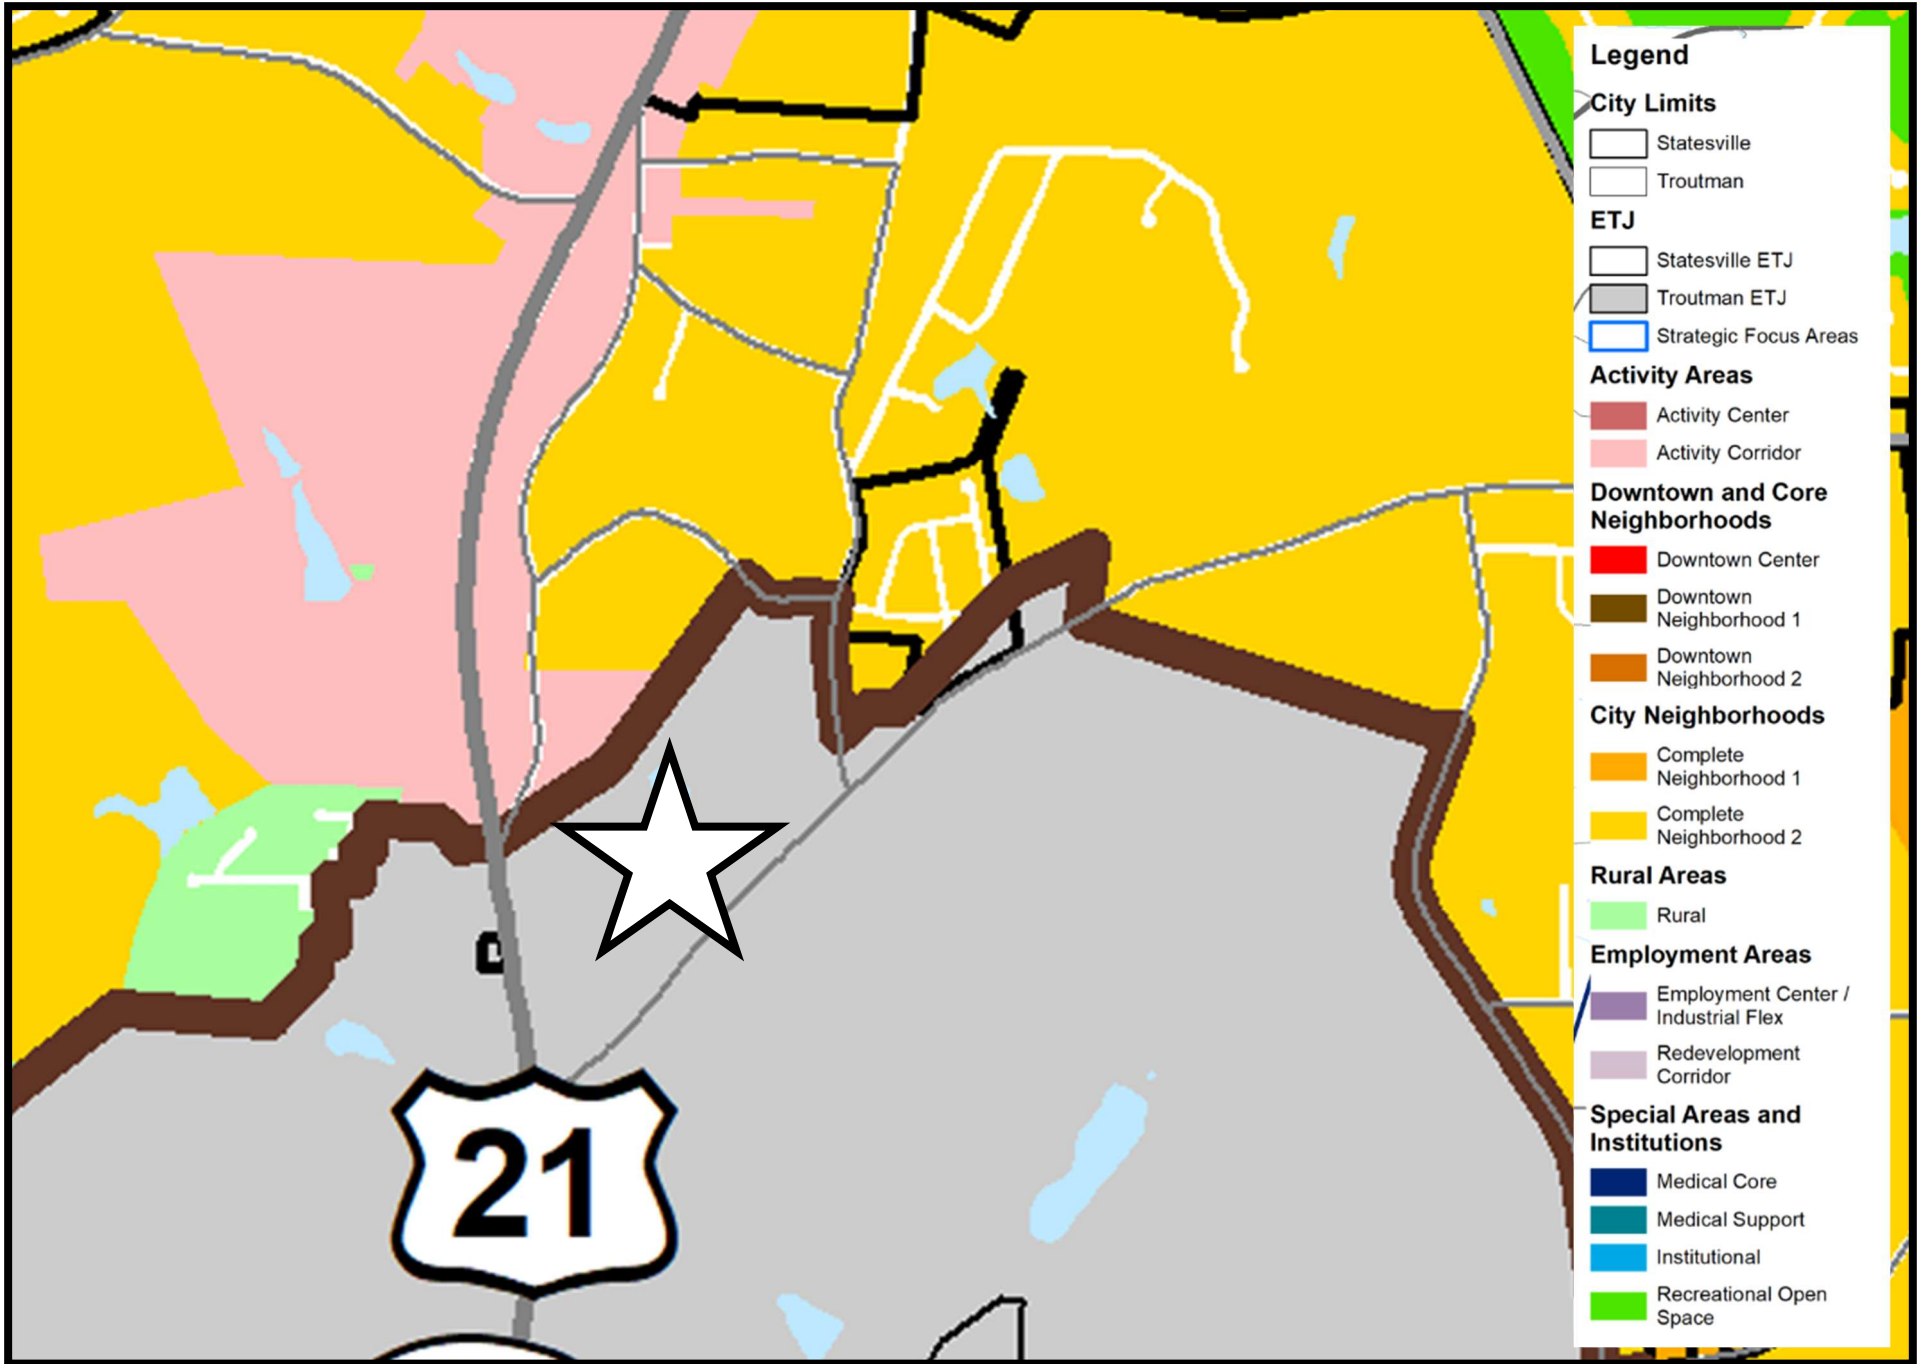 Legend
City Limits
Statesville
Troutman
ETJ
Statesville ETJ
Troutman ETJ
Strategic Focus Areas
Activity Areas
Activity Center
Activity Corridor
Downtown and Core
Neighborhoods
Downtown Center
Downtown
Neighborhood 1
Downtown
Neighborhood 2
City Neighborhoods
Complete
Neighborhood 1
Complete
Neighborhood 2
Rural Areas
Rural
Employment Areas
Employment Center /
Industrial Flex
Redevelopment
Corridor
Special Areas and
Institutions
Medical Core
Medical Support
Institutional
Recreational Open
Space
21